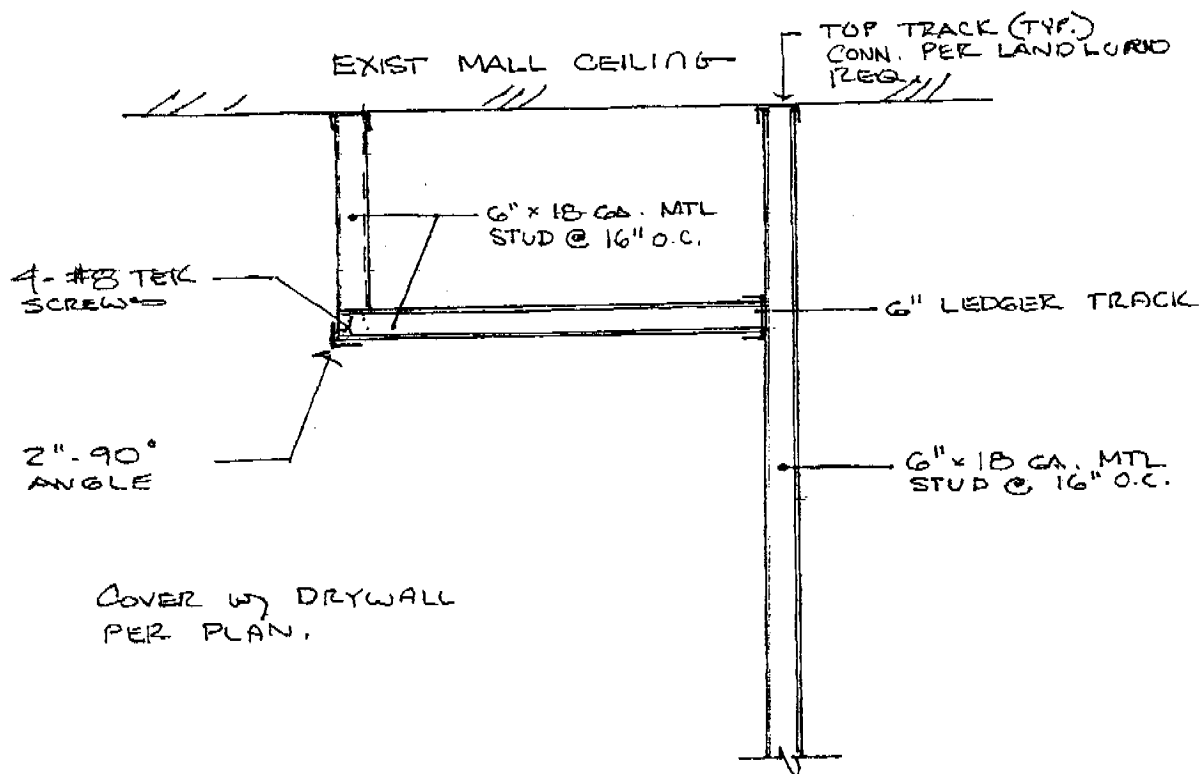 TOP TRACK (TYP.)
CONN. PER LANDLORD
REQ.
EXIST MALL CEILING
6" x 18 GA. MTL
STUD @ 16" O.C.
4-#8 TEK
SCREWS
6" LEDGER TRACK
2"-90°
ANGLE
6" x 18 GA. MTL
STUD @ 16" O.C.
COVER W/ DRYWALL
PER PLAN.